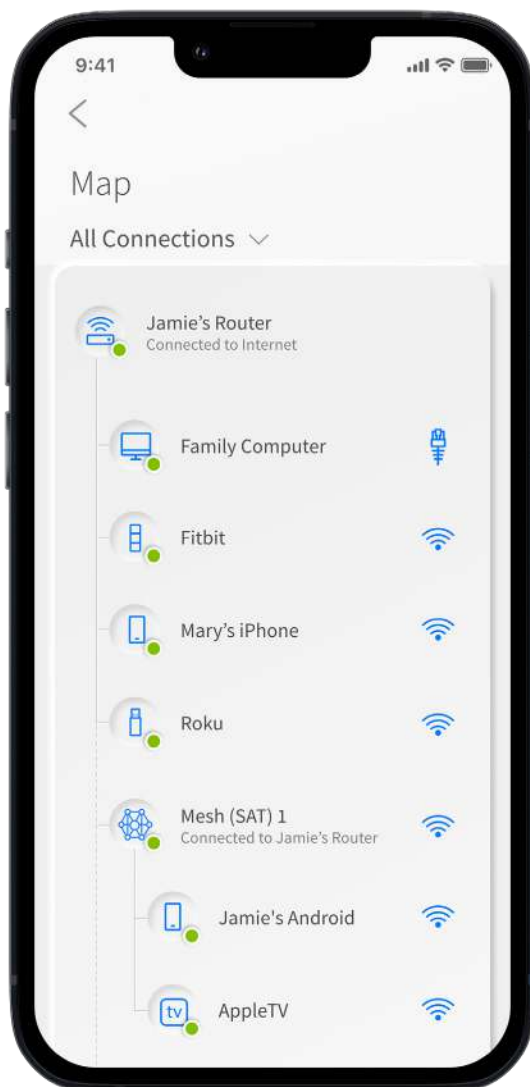 9:41
Map
All Connections
Jamie’s Router
Connected to Internet
Family Computer
Fitbit
Mary’s iPhone
Roku
Mesh (SAT) 1
Connected to Jamie’s Router
Jamie's Android
tv
AppleTV